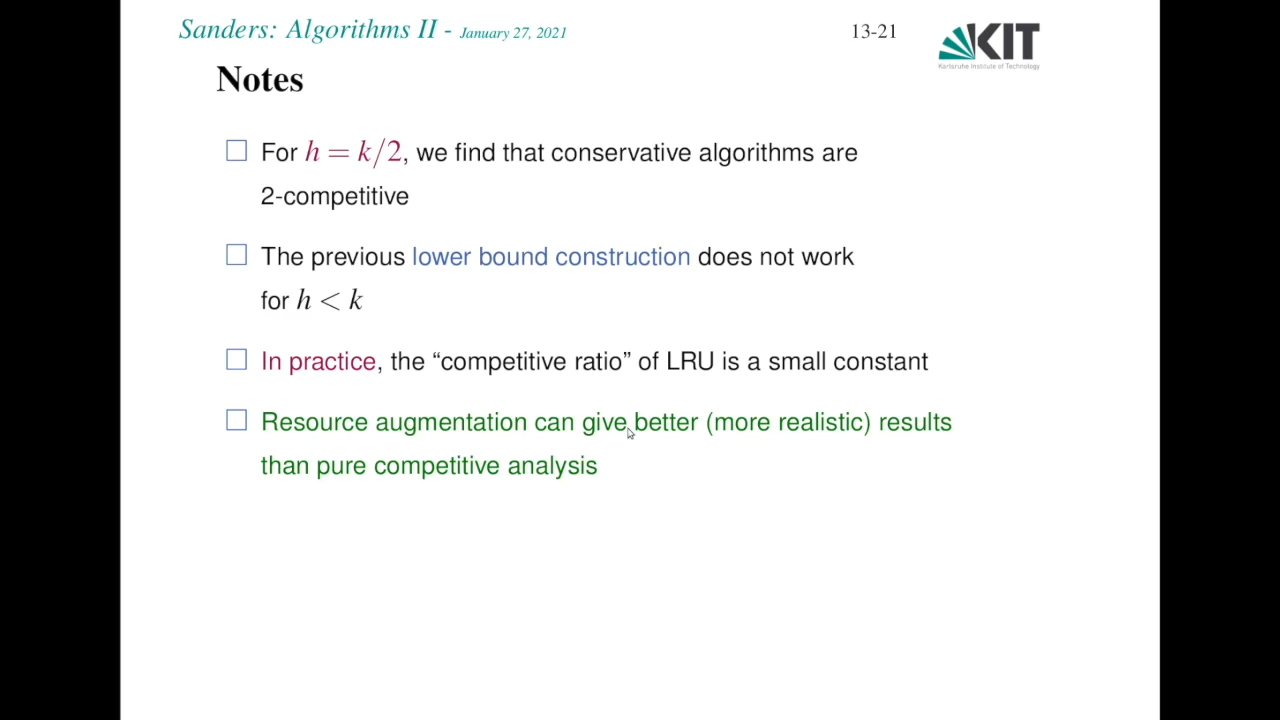 Sanders: Algorithms II - January 27, 2021 13-21
KIT
Karlsruhe Institute of Technology
Notes
For h = k/2, we find that conservative algorithms are
2-competitive
The previous lower bound construction does not work
for h < k
In practice, the “competitive ratio” of LRU is a small constant
Resource augmentation can give better (more realistic) results
than pure competitive analysis